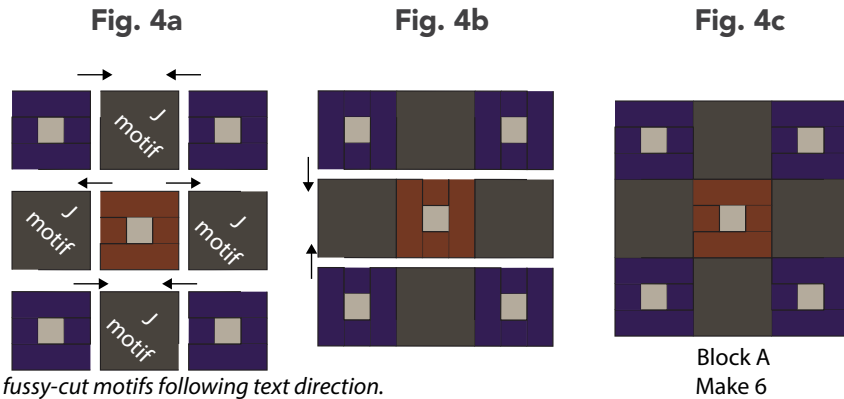 Fig. 4a
Fig. 4b
Fig. 4c
J
motif
J
motif
J
motif
J
motif
fussy-cut motifs following text direction.
Block A
Make 6